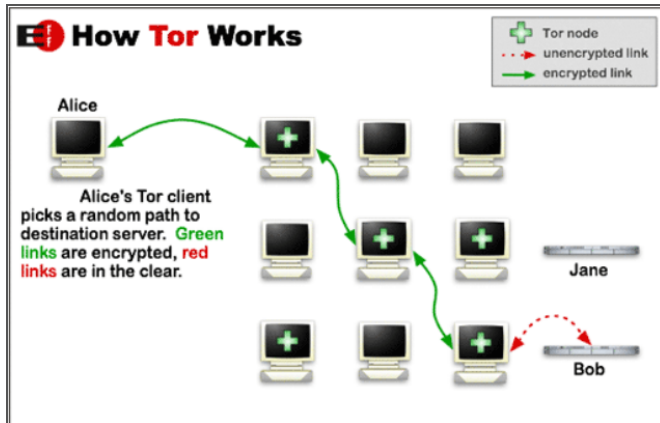 EFF How Tor Works
Tor node
unencrypted link
encrypted link
Alice
Alice's Tor client
picks a random path to
destination server. Green
links are encrypted, red
links are in the clear.
Jane
Bob